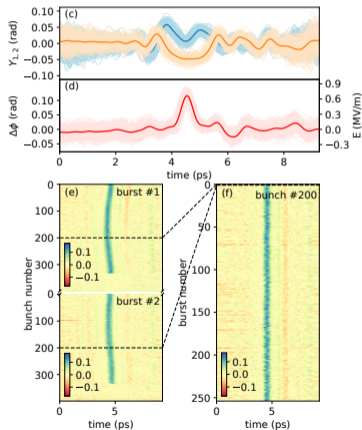 (c)
0.10
0.05
0.00
−0.05
−0.10
Y1,2 (rad)
(d)
0.10
0.05
0.00
−0.05
Δϕ (rad)
0.9
0.6
0.3
0.0
−0.3
E (MV/m)
0 2 4 6 8
time (ps)
(e) burst #1
0
100
200
300
0.1
0.0
−0.1
burst #2
0
100
200
300
0.1
0.0
−0.1
bunch number
0 5
time (ps)
(f) bunch #200
0
50
100
150
200
250
burst number
0.1
0.0
−0.1
0 5
time (ps)